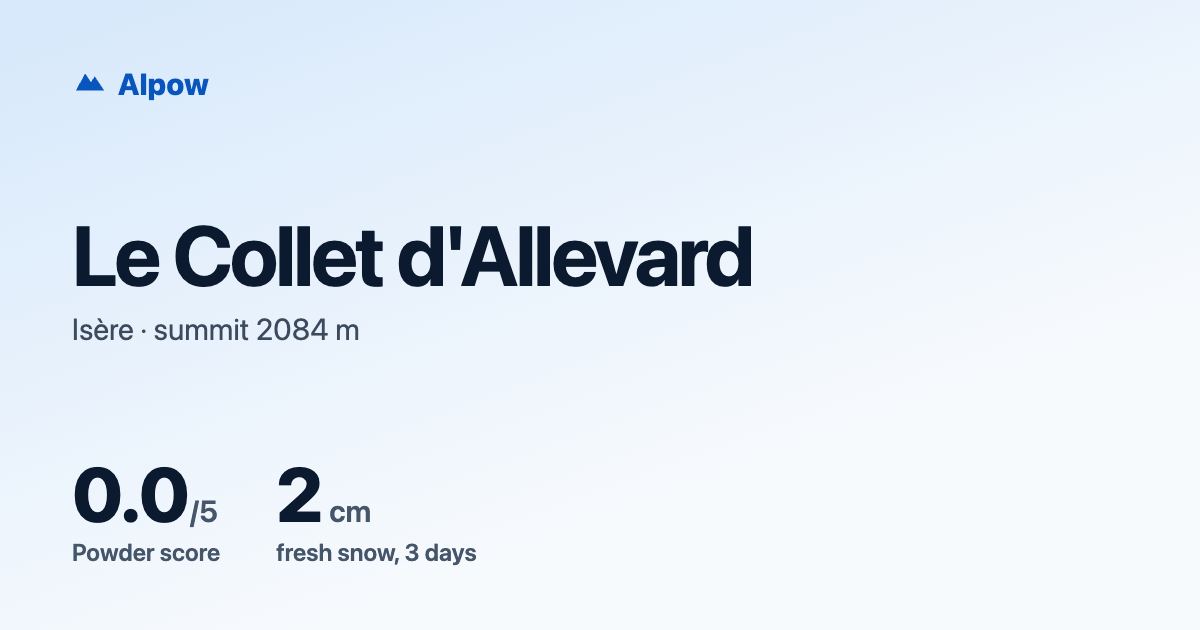 Alpow
Le Collet d'Allevard
Isère · summit 2084 m
0.0/5 2 cm
Powder score fresh snow, 3 days